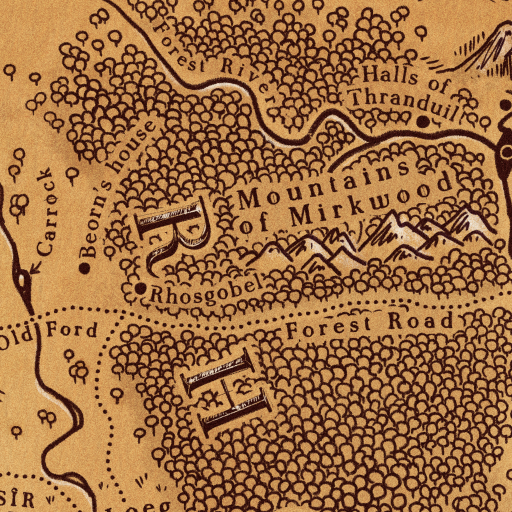 Forest River
Halls of
Thranduil
Beorn's House
Carrock
Mountains
of Mirkwood
R
Rhosgobel
Old Ford
Forest Road
H
SÎR